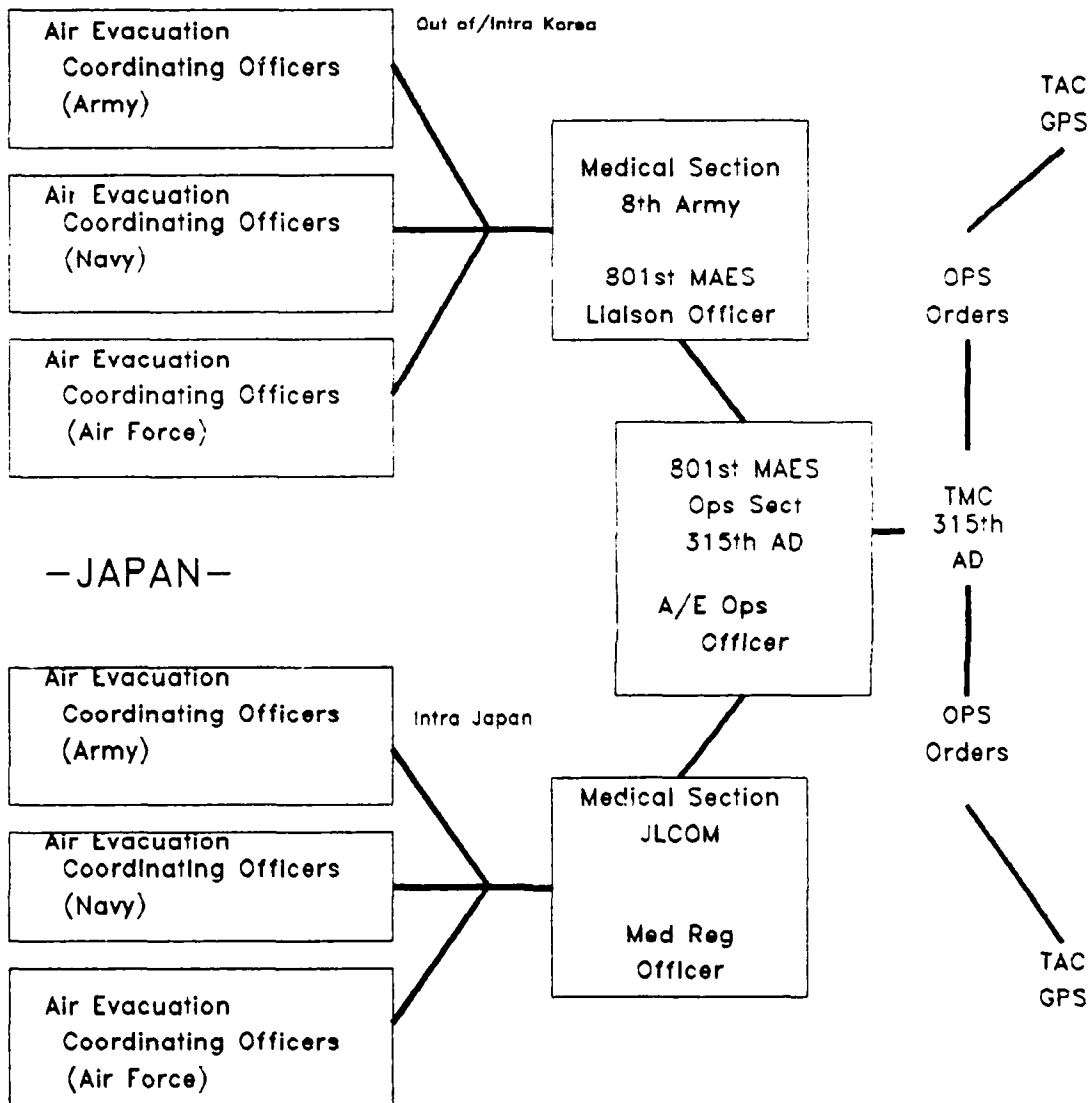 Air Evacuation
Coordinating Officers
(Army)
Out of/Intra Korea
Air Evacuation
Coordinating Officers
(Navy)
Air Evacuation
Coordinating Officers
(Air Force)
Medical Section
8th Army
801st MAES
Liaison Officer
801st MAES
Ops Sect
315th AD
A/E Ops
Officer
TAC
GPS
OPS
Orders
TMC
315th
AD
OPS
Orders
TAC
GPS
-JAPAN-
Air Evacuation
Coordinating Officers
(Army)
Intra Japan
Air Evacuation
Coordinating Officers
(Navy)
Air Evacuation
Coordinating Officers
(Air Force)
Medical Section
JLCOM
Med Reg
Officer